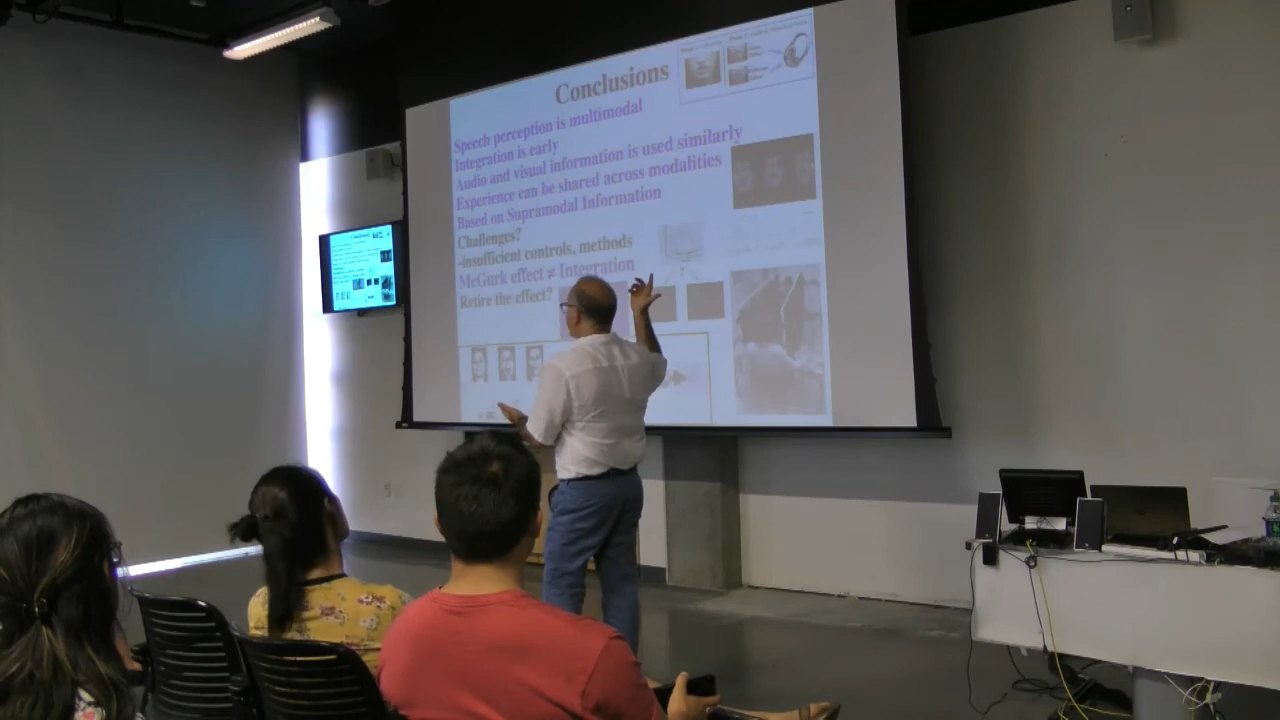 Conclusions
Speech perception is multimodal
Integration is early
Audio and visual information is used similarly
Experience can be shared across modalities
Based on Supramodal Information
Challenges?
-insufficient controls, methods
McGurk effect ≠ Integration
Retire the effect?